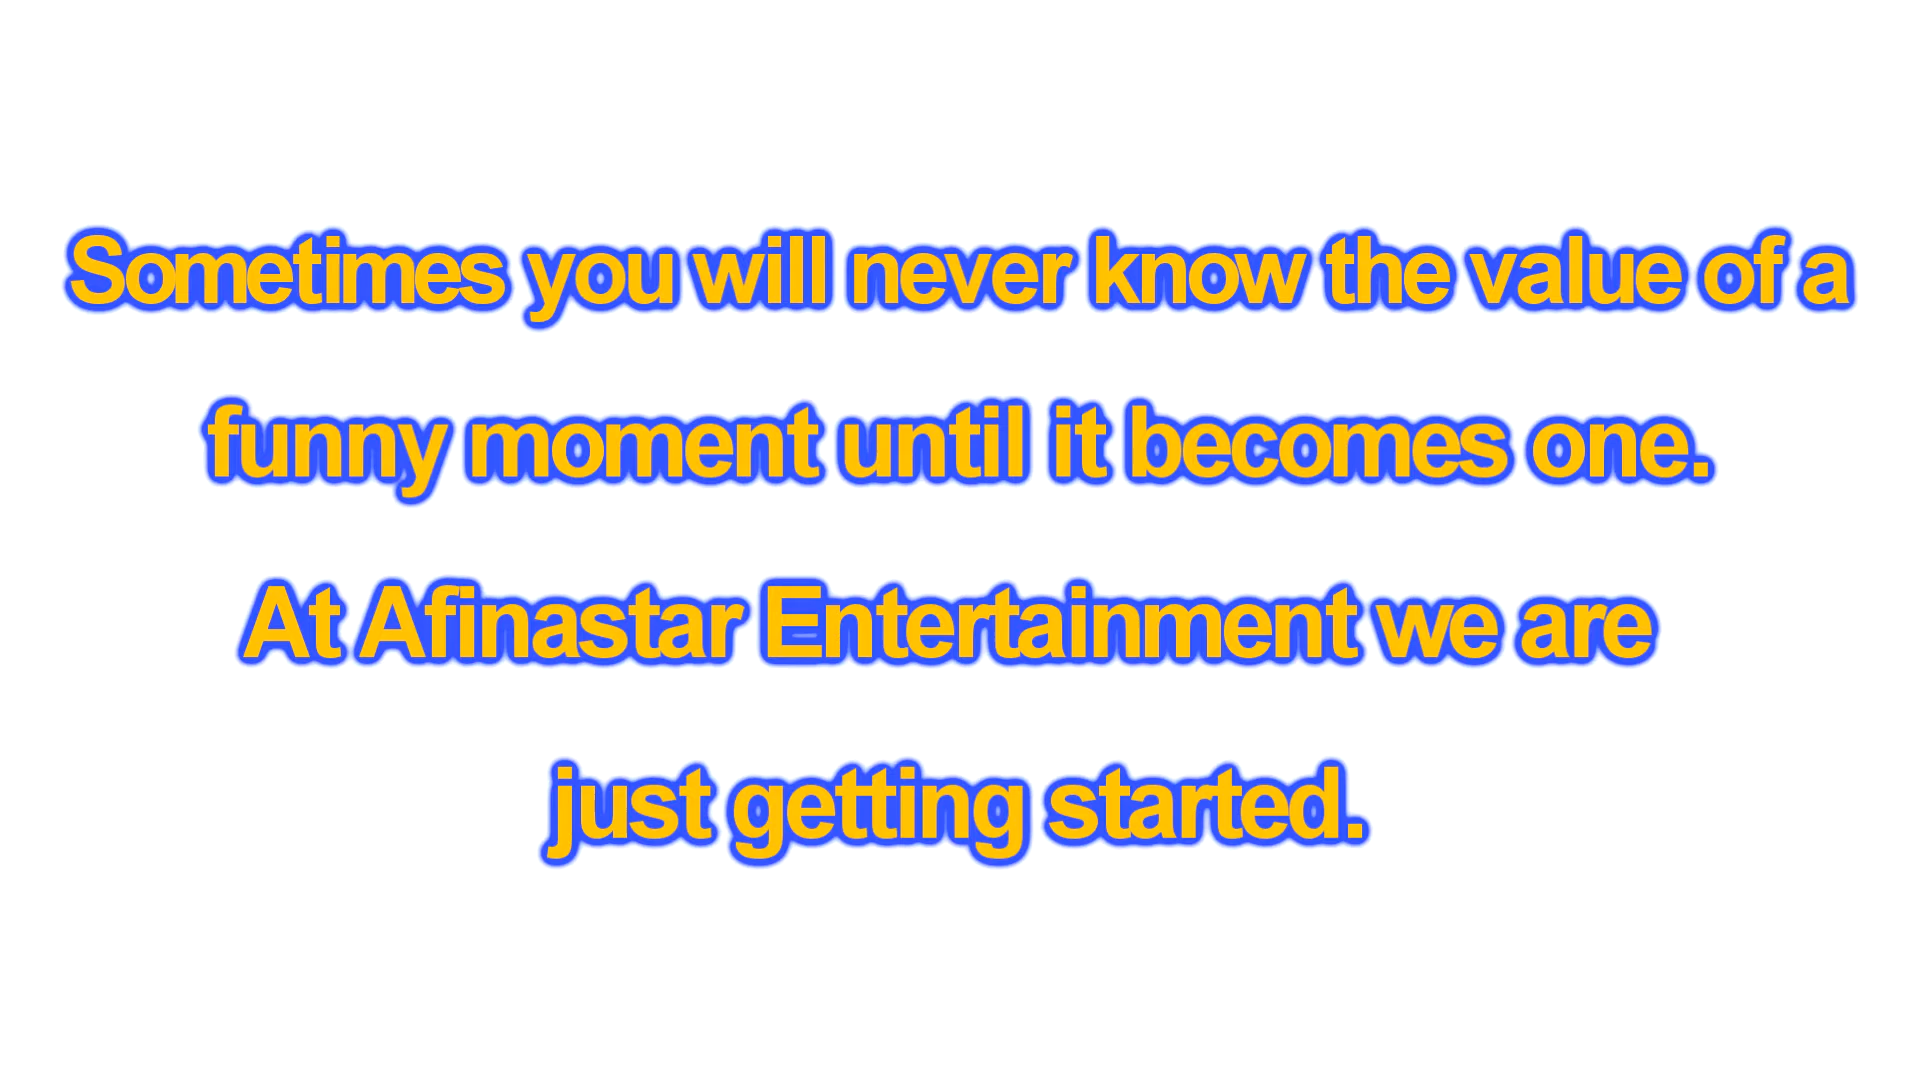 Sometimes you will never know the value of a
funny moment until it becomes one.
At Afinastar Entertainment we are
just getting started.